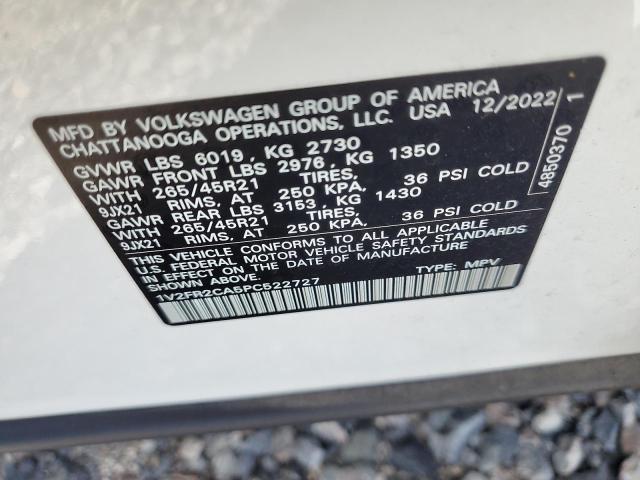 MFD BY VOLKSWAGEN GROUP OF AMERICA
CHATTANOOGA OPERATIONS, LLC. USA 12/2022
GVWR LBS 6019, KG 2730
GAWR FRONT LBS 2976, KG 1350
WITH 265/45R21 TIRES, 36 PSI COLD
9JX21 RIMS, AT 250 KPA,
GAWR REAR LBS 3153, KG 1430
WITH 265/45R21 TIRES, 36 PSI COLD
9JX21 RIMS, AT 250 KPA,
THIS VEHICLE CONFORMS TO ALL APPLICABLE
U.S. FEDERAL MOTOR VEHICLE SAFETY STANDARDS
IN EFFECT ON THE DATE OF MANUFACTURE
SHOWN ABOVE
1V2FR2CA5PC522727 TYPE: MPV
4850370 1